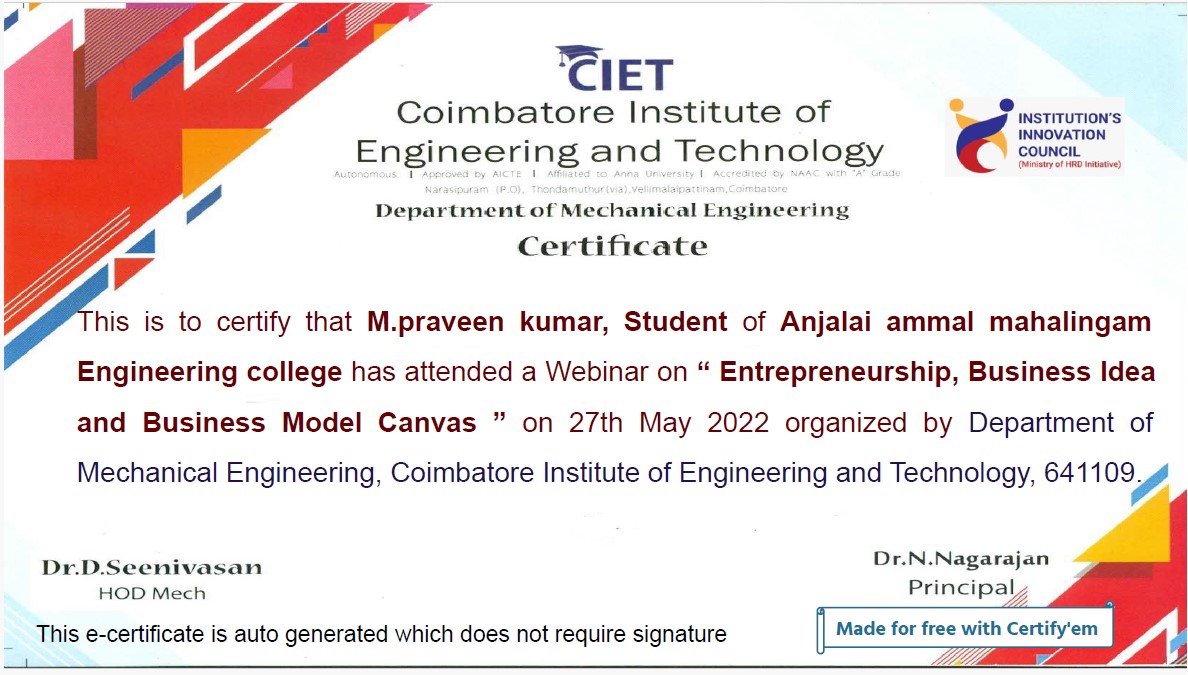 CIET
Coimbatore Institute of
Engineering and Technology
Autonomous | Approved by AICTE | Affiliated to Anna University | Accredited by NAAC with "A" Grade
Narasipuram (P.O), Thondamuthur(via),Vellimalaipattinam,Coimbatore
INSTITUTION'S
INNOVATION
COUNCIL
(Ministry of HRD Initiative)
Department of Mechanical Engineering
Certificate
This is to certify that M.praveen kumar, Student of Anjalai ammal mahalingam
Engineering college has attended a Webinar on “ Entrepreneurship, Business Idea
and Business Model Canvas ” on 27th May 2022 organized by Department of
Mechanical Engineering, Coimbatore Institute of Engineering and Technology, 641109.
Dr.D.Seenivasan
HOD Mech
Dr.N.Nagarajan
Principal
This e-certificate is auto generated which does not require signature
Made for free with Certify'em